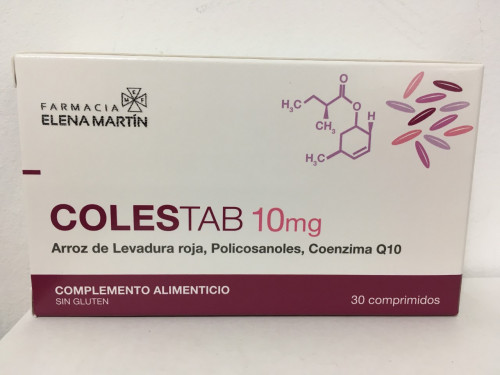 FARMACIA
ELENA MARTÍN
O
O
H₃C
CH₃
H
H₃C
COLESTAB 10mg
Arroz de Levadura roja, Policosanoles, Coenzima Q10
COMPLEMENTO ALIMENTICIO
SIN GLUTEN
30 comprimidos